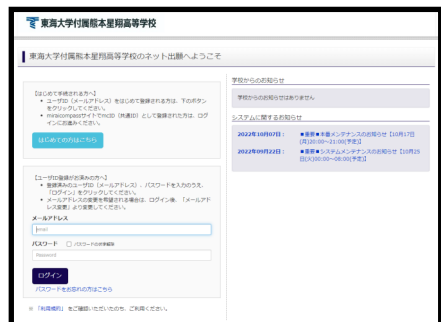 東海大学付属熊本星翔高等学校
東海大学付属熊本星翔高等学校のネット出願へようこそ
【はじめて手続される方へ】
• ユーザID（メールアドレス）をはじめて登録される方は、下のボタン
をクリックしてください。
• miraicompassサイトでmcID（共通ID）として登録された方は、ログ
インにお進みください。
はじめての方はこちら
【ユーザID登録がお済みの方へ】
• 登録済みのユーザID（メールアドレス）、パスワードを入力のうえ、
「ログイン」をクリックしてください。
• メールアドレスの変更を希望される場合は、ログイン後、「メールアド
レス変更」より変更してください。
メールアドレス
email
パスワード パスワードの伏字解除
Password
ログイン
パスワードをお忘れの方はこちら
※ 「利用規約」 をご確認いただいたのち、ご利用ください。
学校からのお知らせ
学校からのお知らせはありません
システムに関するお知らせ
2022年10月07日： ■重要■本番メンテナンスのお知らせ【10月17日
(月)20:00～21:00(予定)】
2022年09月22日： ■重要■システムメンテナンスのお知らせ【10月25
日(火)00:00～08:00(予定)】